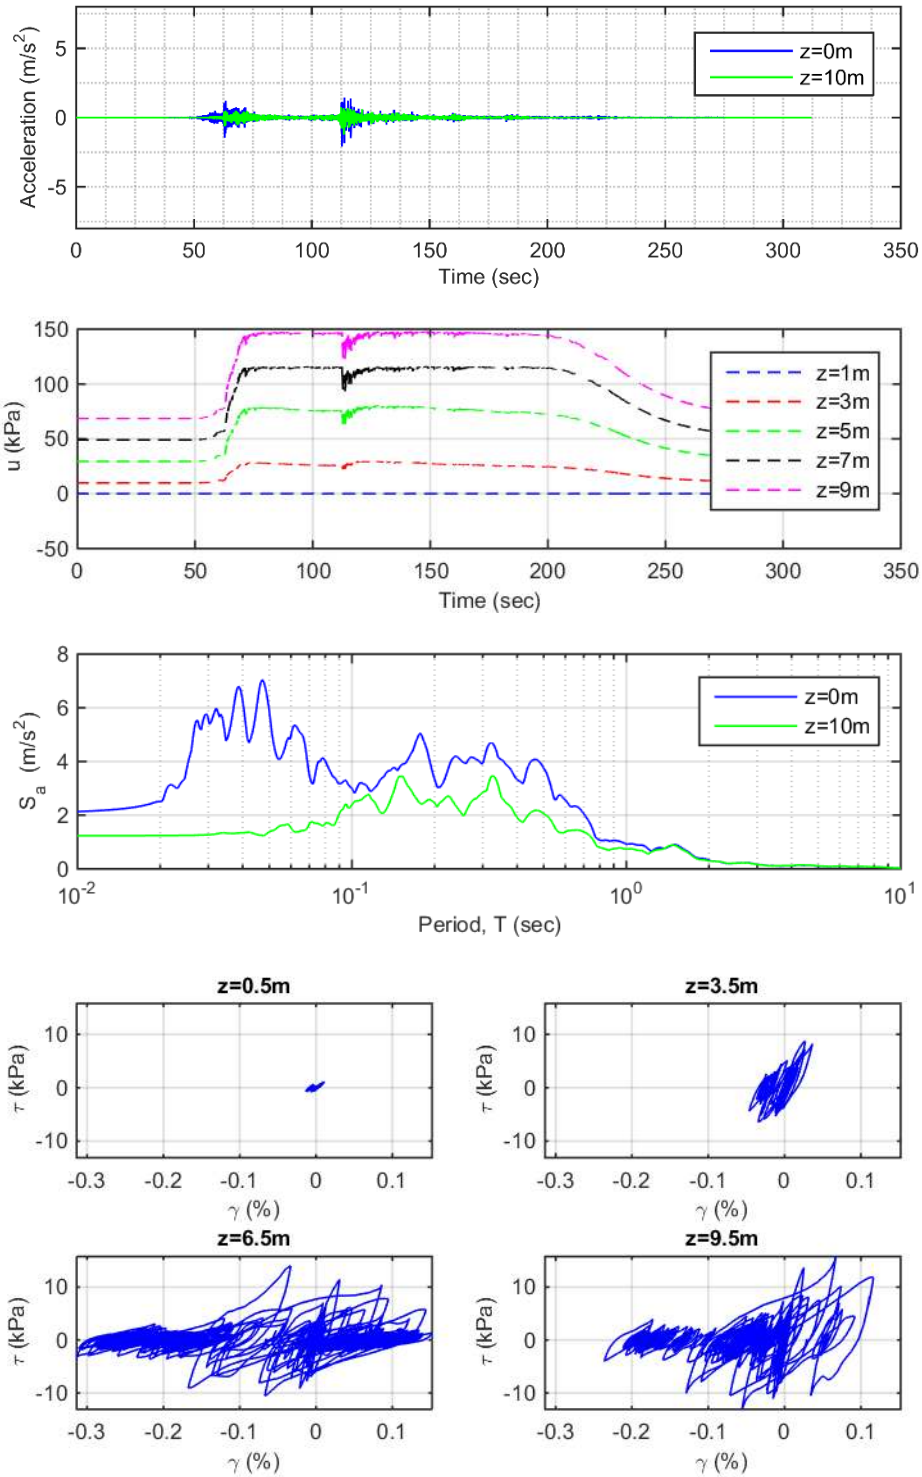 Acceleration (m/s²)
5
0
-5
z=0m
z=10m
0 50 100 150 200 250 300 350
Time (sec)
u (kPa)
150
100
50
0
-50
z=1m
z=3m
z=5m
z=7m
z=9m
0 50 100 150 200 250 300 350
Time (sec)
Sₐ (m/s²)
8
6
4
2
0
z=0m
z=10m
10⁻² 10⁻¹ 10⁰ 10¹
Period, T (sec)
z=0.5m
τ (kPa)
10
0
-10
-0.3 -0.2 -0.1 0 0.1
γ (%)
z=3.5m
τ (kPa)
10
0
-10
-0.3 -0.2 -0.1 0 0.1
γ (%)
z=6.5m
τ (kPa)
10
0
-10
-0.3 -0.2 -0.1 0 0.1
γ (%)
z=9.5m
τ (kPa)
10
0
-10
-0.3 -0.2 -0.1 0 0.1
γ (%)